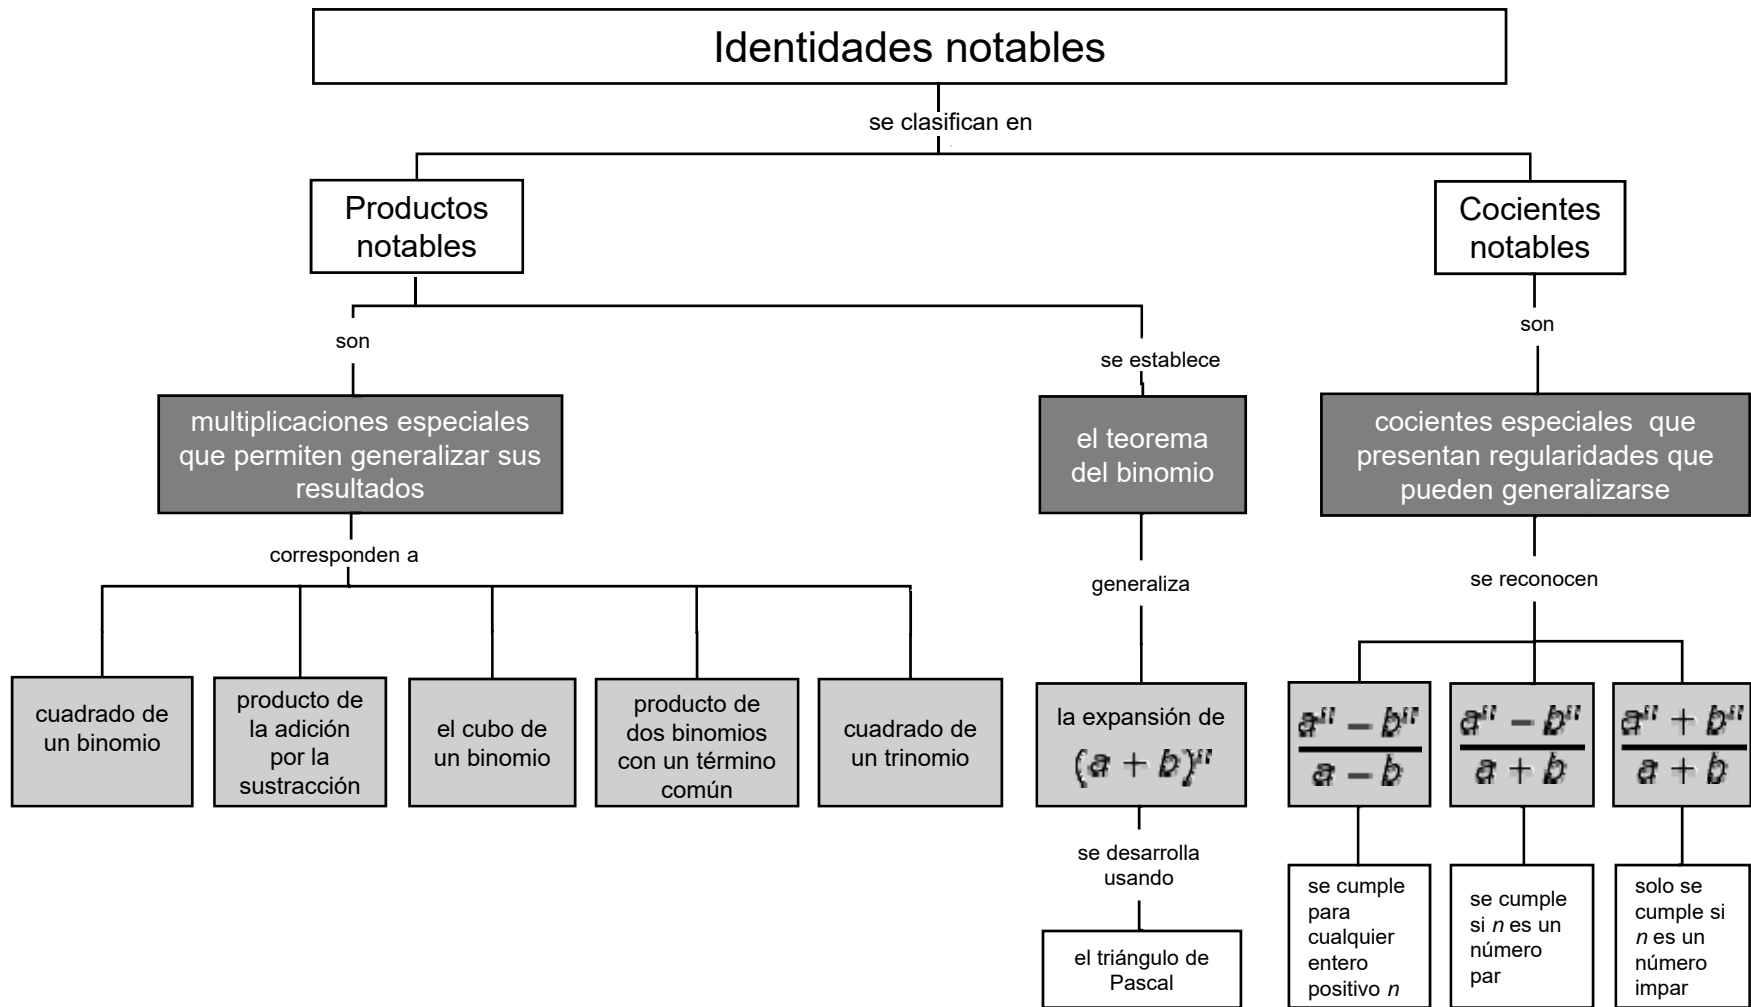 Identidades notables
se clasifican en
Productos
notables
Cocientes
notables
son
se establece
son
multiplicaciones especiales
que permiten generalizar sus
resultados
el teorema
del binomio
cocientes especiales que
presentan regularidades que
pueden generalizarse
corresponden a
generaliza
se reconocen
cuadrado de
un binomio
producto de
la adición
por la
sustracción
el cubo de
un binomio
producto de
dos binomios
con un término
común
cuadrado de
un trinomio
la expansión de
(a + b)ⁿ
aⁿ − bⁿ
a − b
aⁿ − bⁿ
a + b
aⁿ + bⁿ
a + b
se desarrolla
usando
el triángulo de
Pascal
se cumple
para
cualquier
entero
positivo n
se cumple
si n es un
número
par
solo se
cumple si
n es un
número
impar